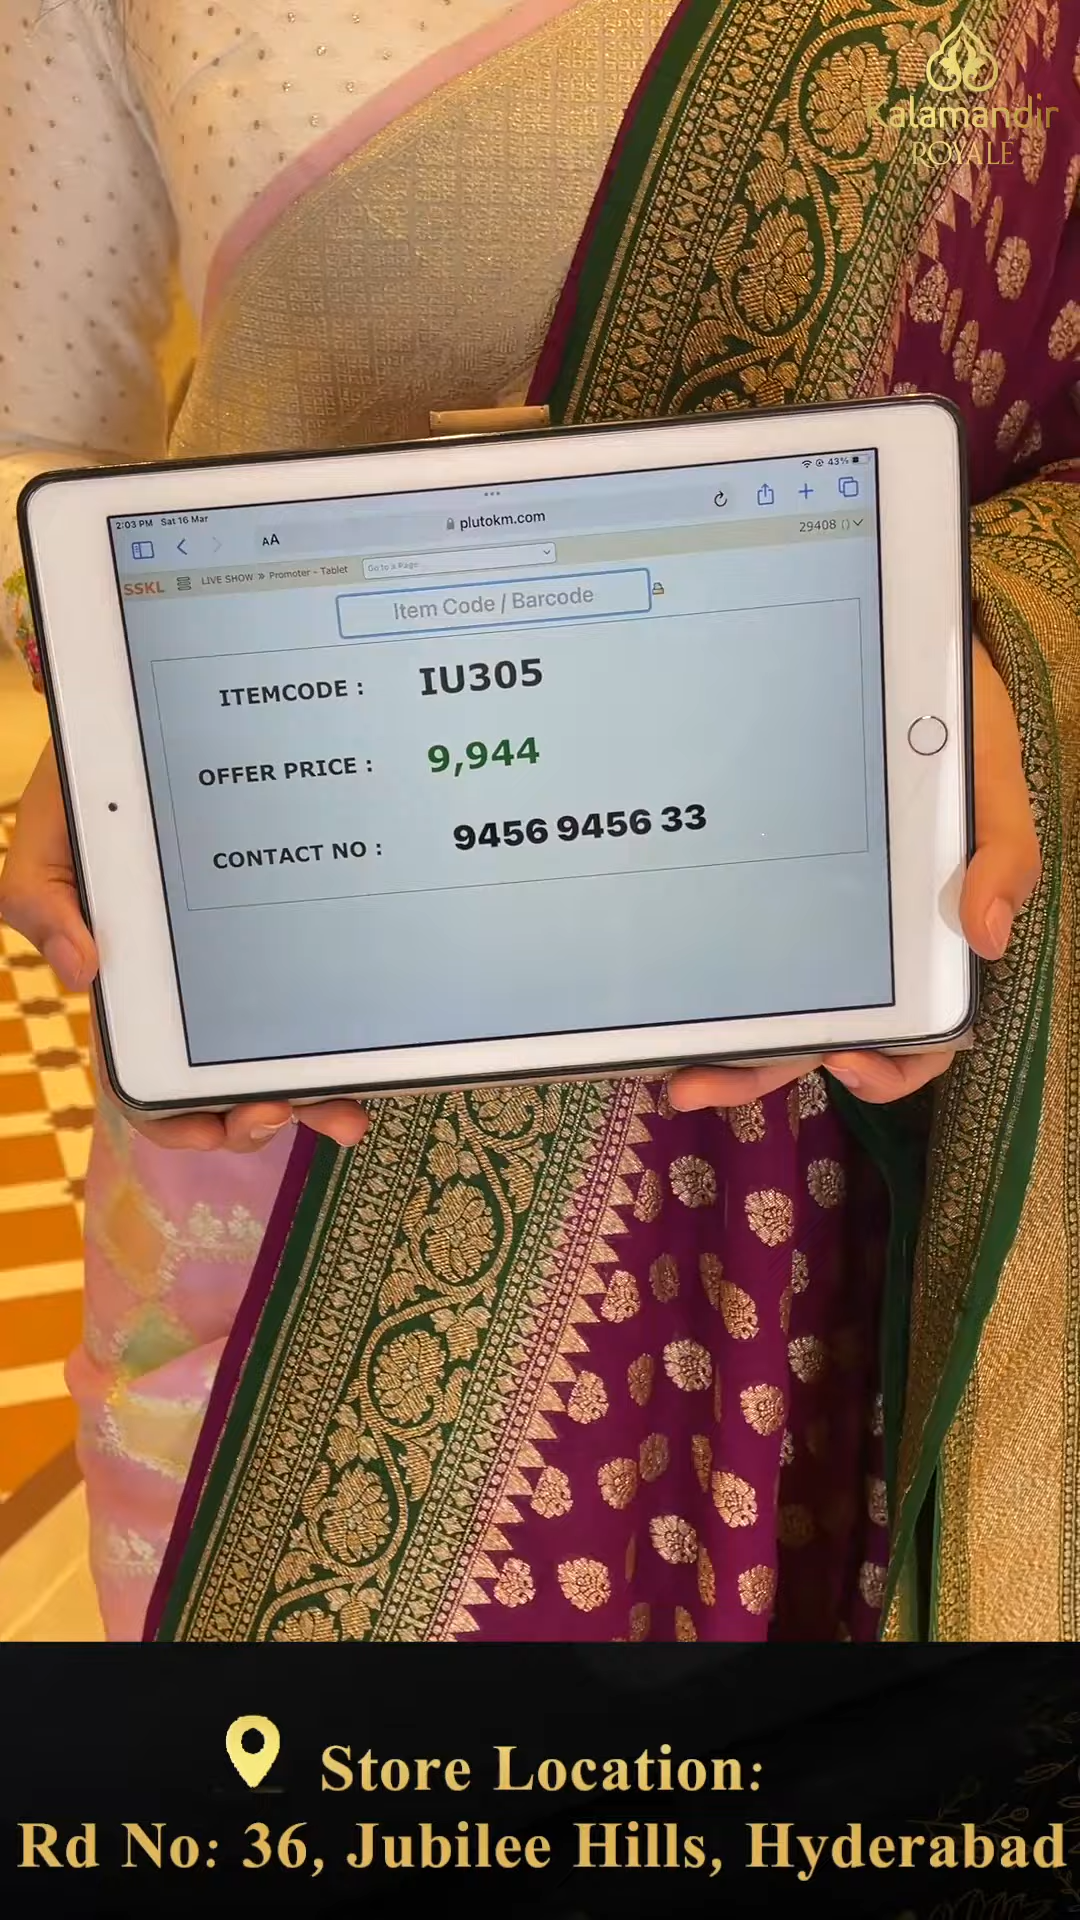 Kalamandir
ROYALE
2:03 PM Sat 16 Mar
43%
AA
plutokm.com
29408 ()
SSKL
LIVE SHOW » Promoter - Tablet
Go to a Page
Item Code / Barcode
ITEMCODE : IU305
OFFER PRICE : 9,944
CONTACT NO : 9456 9456 33
Store Location:
Rd No: 36, Jubilee Hills, Hyderabad